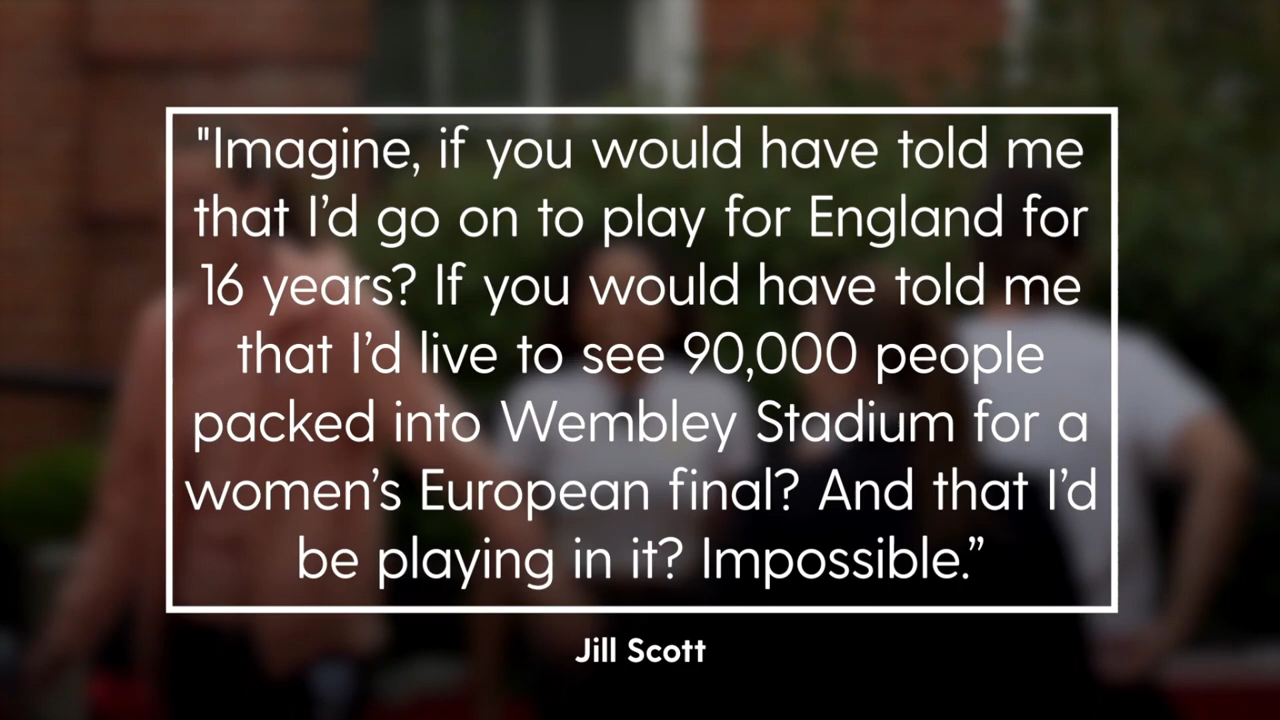 "Imagine, if you would have told me
that I’d go on to play for England for
16 years? If you would have told me
that I’d live to see 90,000 people
packed into Wembley Stadium for a
women’s European final? And that I’d
be playing in it? Impossible.”
Jill Scott